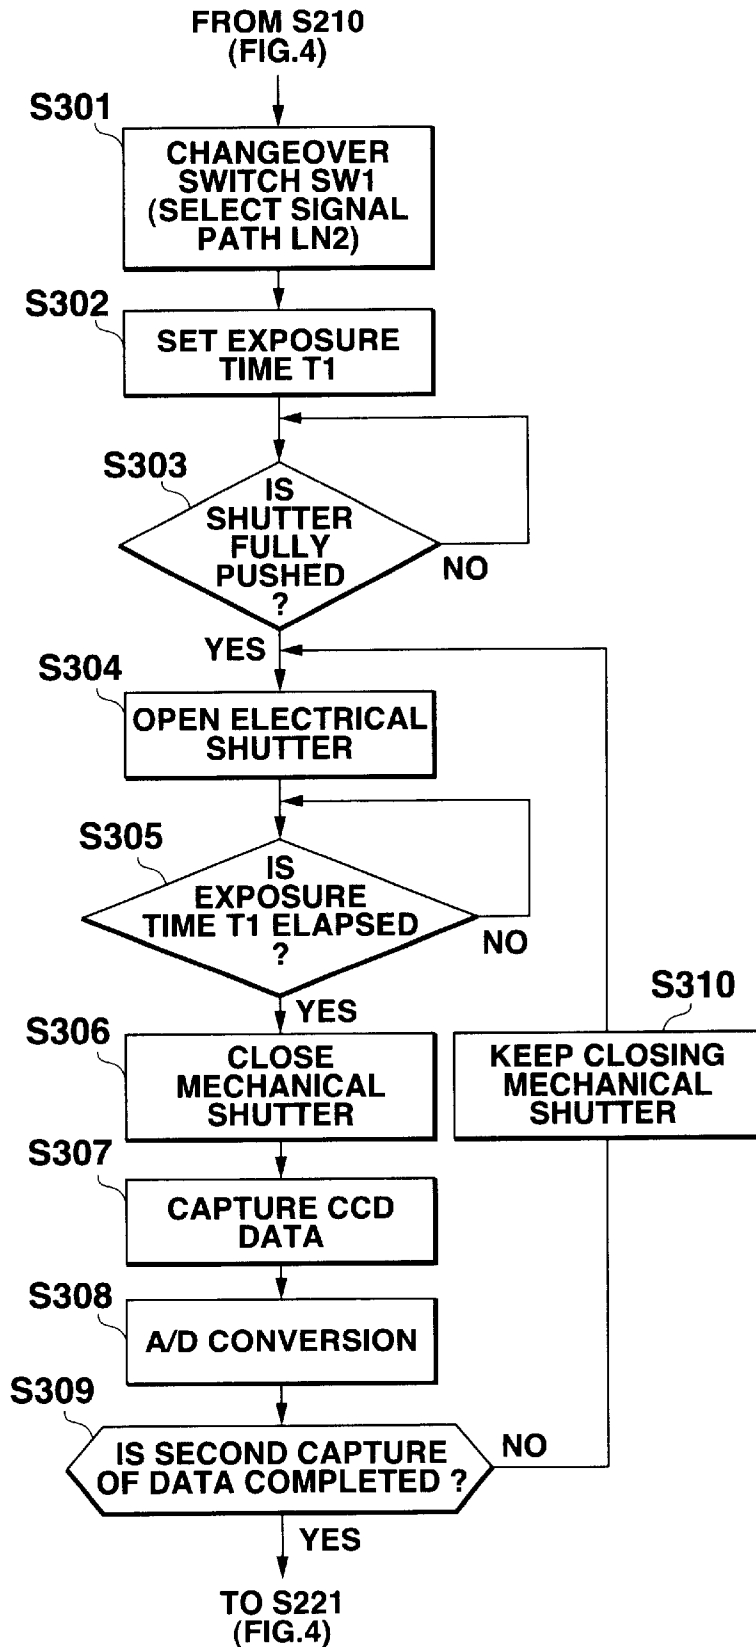 FROM S210
(FIG.4)
S301
CHANGEOVER
SWITCH SW1
(SELECT SIGNAL
PATH LN2)
S302
SET EXPOSURE
TIME T1
S303
IS
SHUTTER
FULLY
PUSHED
?
NO
YES
S304
OPEN ELECTRICAL
SHUTTER
S305
IS
EXPOSURE
TIME T1 ELAPSED
?
NO
YES
S306
CLOSE
MECHANICAL
SHUTTER
S310
KEEP CLOSING
MECHANICAL
SHUTTER
S307
CAPTURE CCD
DATA
S308
A/D CONVERSION
S309
IS SECOND CAPTURE
OF DATA COMPLETED ?
NO
YES
TO S221
(FIG.4)